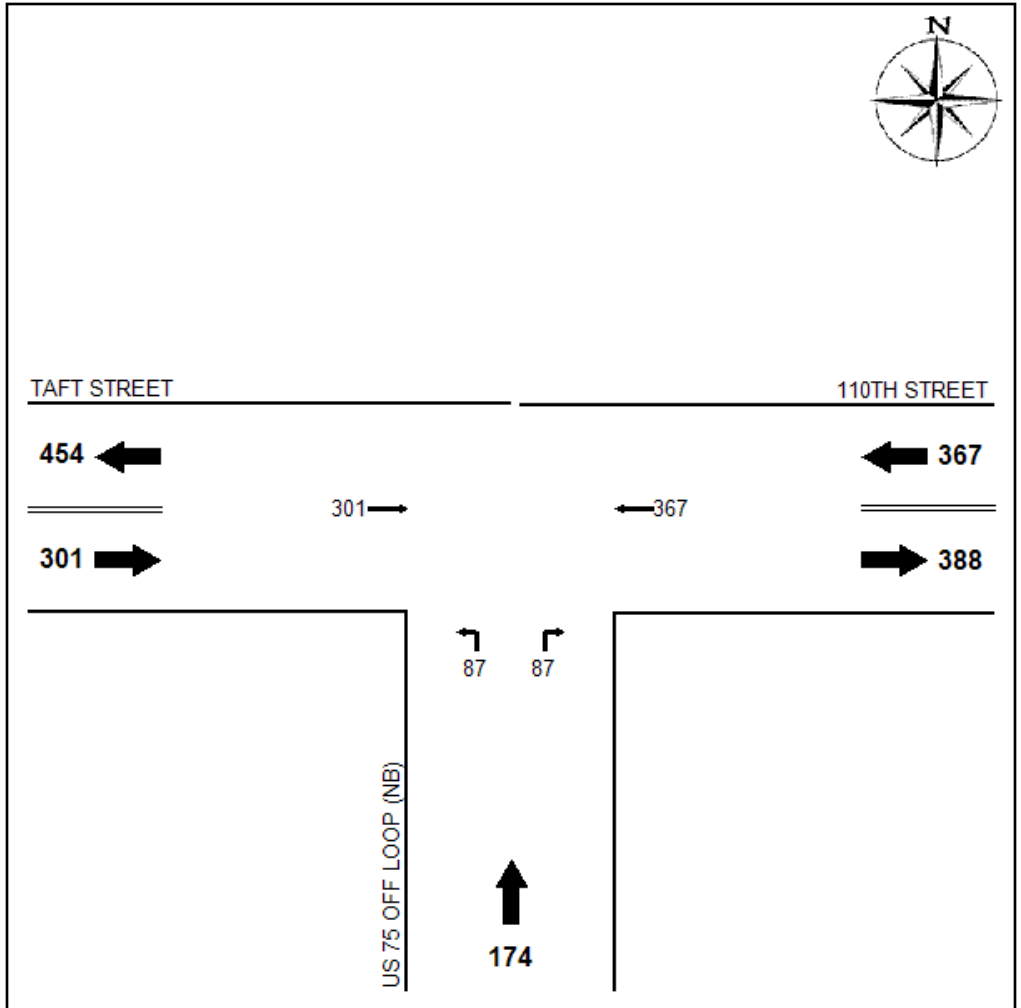 N
TAFT STREET
110TH STREET
454
367
301
367
301
388
87
87
US 75 OFF LOOP (NB)
174